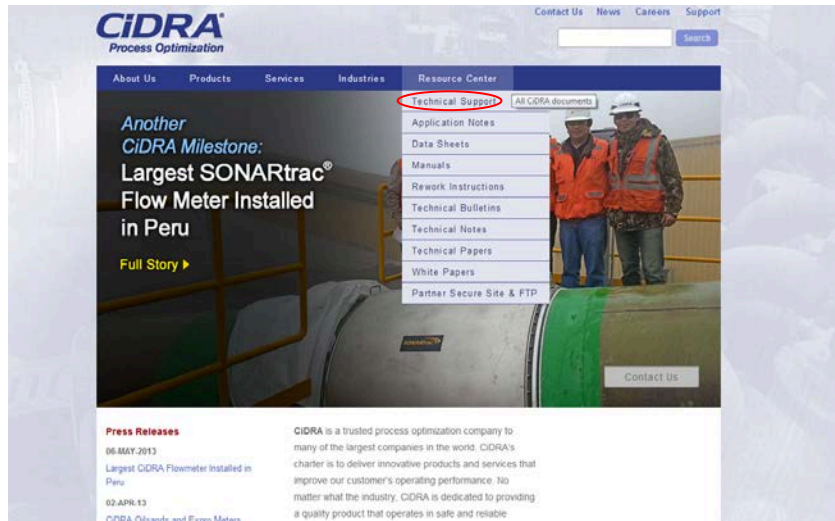 CiDRA®
Process Optimization
Contact Us News Careers Support
Search
About Us Products Services Industries Resource Center
Technical Support
All CiDRA documents
Application Notes
Data Sheets
Manuals
Rework Instructions
Technical Bulletins
Technical Notes
Technical Papers
White Papers
Partner Secure Site & FTP
Another
CiDRA Milestone:
Largest SONARtrac®
Flow Meter Installed
in Peru
Full Story
SONARtrac
Contact Us
Press Releases
06-MAY-2013
Largest CiDRA Flowmeter Installed in
Peru
02-APR-13
CiDRA Oilsands and Expro Meters
CiDRA is a trusted process optimization company to
many of the largest companies in the world. CiDRA's
charter is to deliver innovative products and services that
improve our customer's operating performance. No
matter what the industry, CiDRA is dedicated to providing
a quality product that operates in safe and reliable